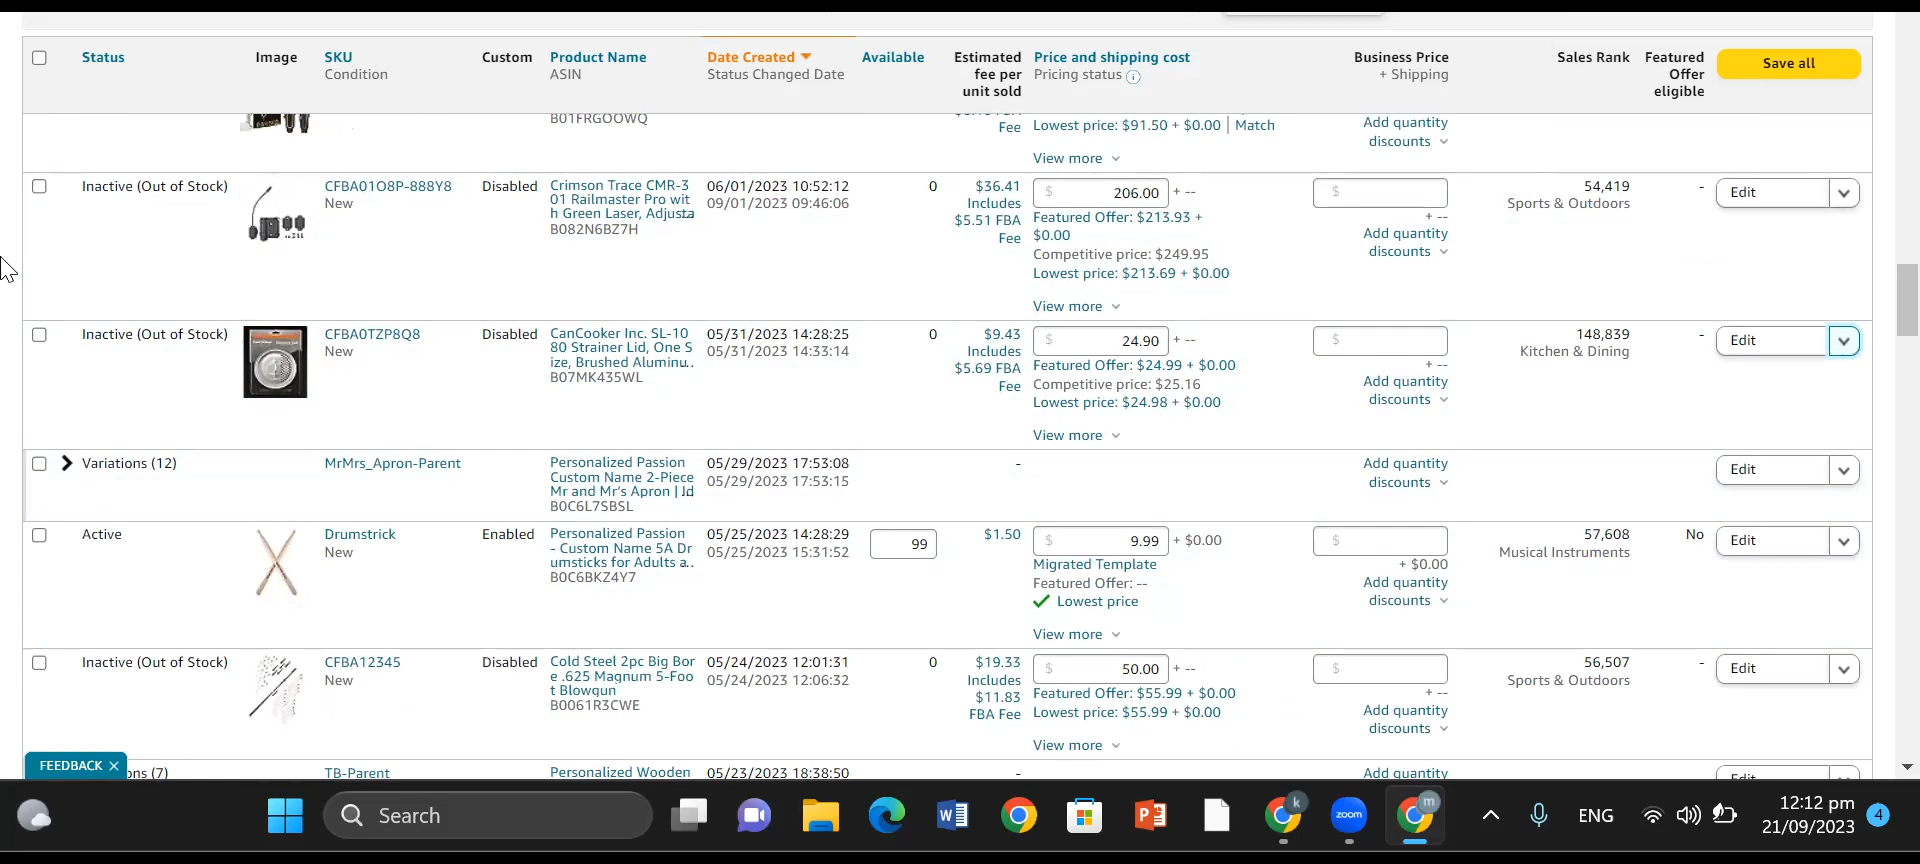 Status
Image
SKU
Condition
Custom
Product Name
ASIN
Date Created
Status Changed Date
Available
Estimated
fee per
unit sold
Price and shipping cost
Pricing status
Business Price
+ Shipping
Sales Rank
Featured
Offer
eligible
Save all
B01FRGOOWQ
Fee
Lowest price: $91.50 + $0.00 | Match
View more
Add quantity
discounts
Inactive (Out of Stock)
CFBA01O8P-888Y8
New
Disabled
Crimson Trace CMR-3
01 Railmaster Pro wit
h Green Laser, Adjusta
B082N6BZ7H
06/01/2023 10:52:12
09/01/2023 09:46:06
0
$36.41
Includes
$5.51 FBA
Fee
$ 206.00 + --
Featured Offer: $213.93 +
$0.00
Competitive price: $249.95
Lowest price: $213.69 + $0.00
View more
$
+ --
Add quantity
discounts
54,419
Sports & Outdoors
-
Edit
Inactive (Out of Stock)
CFBA0TZP8Q8
New
Disabled
CanCooker Inc. SL-10
80 Strainer Lid, One S
ize, Brushed Aluminu..
B07MK435WL
05/31/2023 14:28:25
05/31/2023 14:33:14
0
$9.43
Includes
$5.69 FBA
Fee
$ 24.90 + --
Featured Offer: $24.99 + $0.00
Competitive price: $25.16
Lowest price: $24.98 + $0.00
View more
$
+ --
Add quantity
discounts
148,839
Kitchen & Dining
-
Edit
Variations (12)
MrMrs_Apron-Parent
Personalized Passion
Custom Name 2-Piece
Mr and Mr's Apron | Id
B0C6L7SBSL
05/29/2023 17:53:08
05/29/2023 17:53:15
-
Add quantity
discounts
Edit
Active
Drumstrick
New
Enabled
Personalized Passion
- Custom Name 5A Dr
umsticks for Adults a..
B0C6BKZ4Y7
05/25/2023 14:28:29
05/25/2023 15:31:52
99
$1.50
$ 9.99 + $0.00
Migrated Template
Featured Offer: --
Lowest price
View more
$
+ $0.00
Add quantity
discounts
57,608
Musical Instruments
No
Edit
Inactive (Out of Stock)
CFBA12345
New
Disabled
Cold Steel 2pc Big Bor
e .625 Magnum 5-Foo
t Blowgun
B0061R3CWE
05/24/2023 12:01:31
05/24/2023 12:06:32
0
$19.33
Includes
$11.83
FBA Fee
$ 50.00 + --
Featured Offer: $55.99 + $0.00
Lowest price: $55.99 + $0.00
View more
$
+ --
Add quantity
discounts
56,507
Sports & Outdoors
-
Edit
FEEDBACK
ons (7)
TB-Parent
Personalized Wooden
05/23/2023 18:38:50
-
Add quantity
Edit
Search
k
zoom
m
ENG
12:12 pm
21/09/2023
4